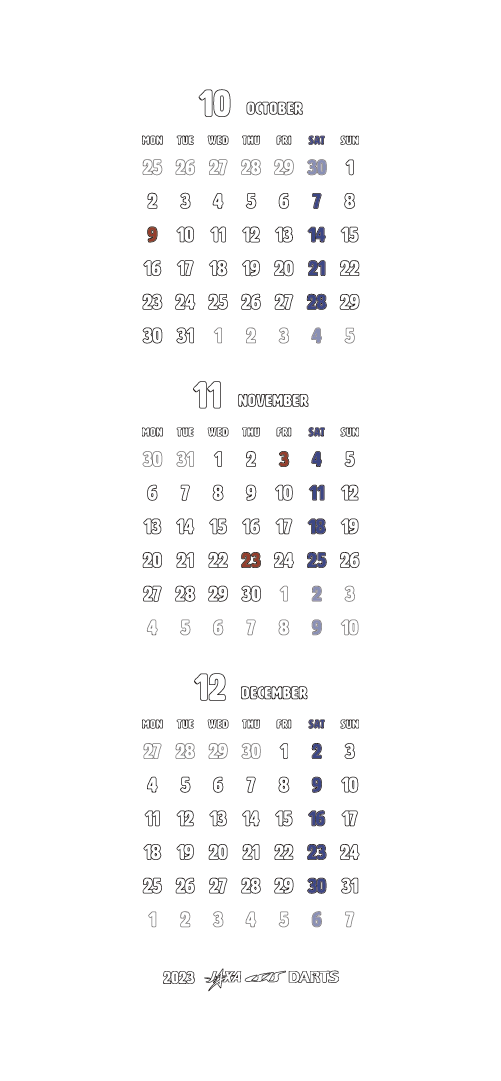 10 OCTOBER
MON TUE WED THU FRI SAT SUN
25 26 27 28 29 30 1
2 3 4 5 6 7 8
9 10 11 12 13 14 15
16 17 18 19 20 21 22
23 24 25 26 27 28 29
30 31 1 2 3 4 5
11 NOVEMBER
MON TUE WED THU FRI SAT SUN
30 31 1 2 3 4 5
6 7 8 9 10 11 12
13 14 15 16 17 18 19
20 21 22 23 24 25 26
27 28 29 30 1 2 3
4 5 6 7 8 9 10
12 DECEMBER
MON TUE WED THU FRI SAT SUN
27 28 29 30 1 2 3
4 5 6 7 8 9 10
11 12 13 14 15 16 17
18 19 20 21 22 23 24
25 26 27 28 29 30 31
1 2 3 4 5 6 7
2023 JAXA DARTS